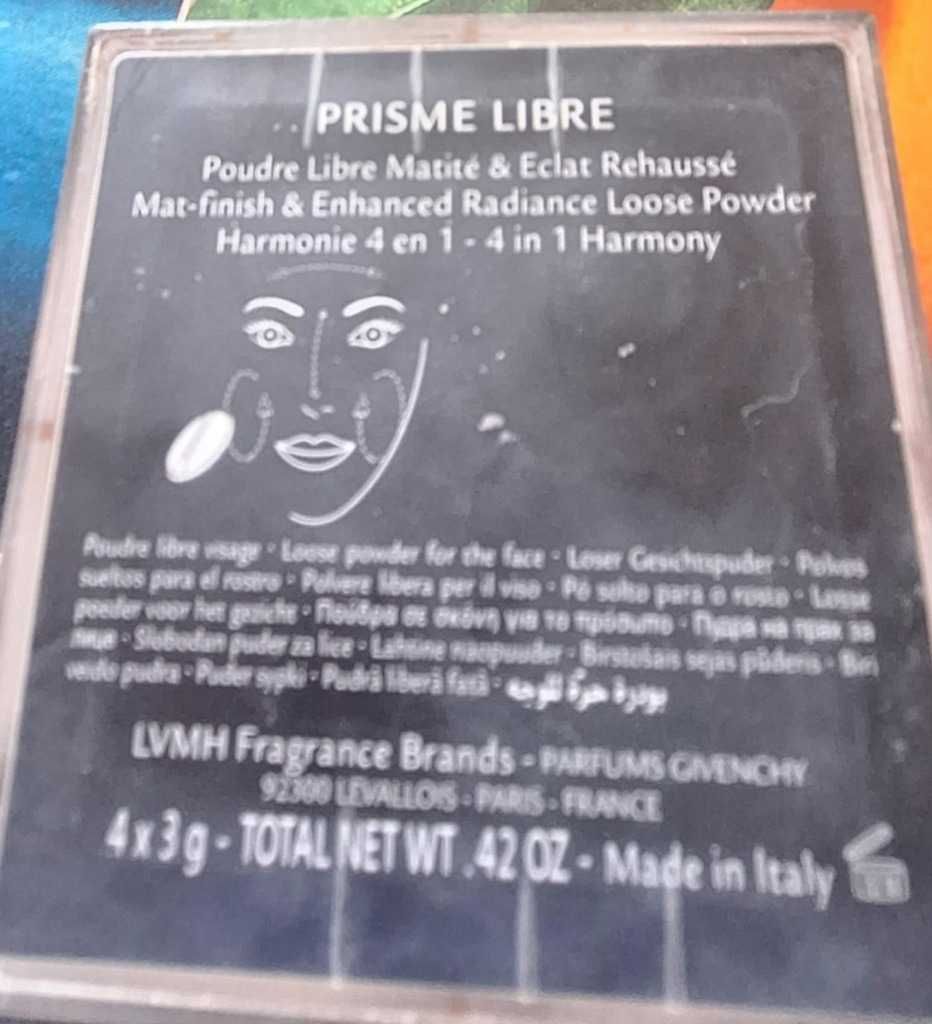 PRISME LIBRE
Poudre Libre Matité & Eclat Rehaussé
Mat-finish & Enhanced Radiance Loose Powder
Harmonie 4 en 1 - 4 in 1 Harmony
Poudre libre visage · Loose powder for the face · Loser Gesichtspuder · Polvos
sueltos para el rostro · Polvere libera per il viso · Pó solto para o rosto · Losse
poeder voor het gezicht · Πούδρα σε σκόνη για το πρόσωπο · Пудра на прах за
лице · Slobodan puder za lice · Lahtine näopuuder · Birstošais sejas pūderis · Biri
veido pudra · Puder sypki · Pudră liberă față · بودرة حرّة للوجه
LVMH Fragrance Brands - PARFUMS GIVENCHY
92300 LEVALLOIS - PARIS - FRANCE
4 x 3 g - TOTAL NET WT .42 OZ - Made in Italy